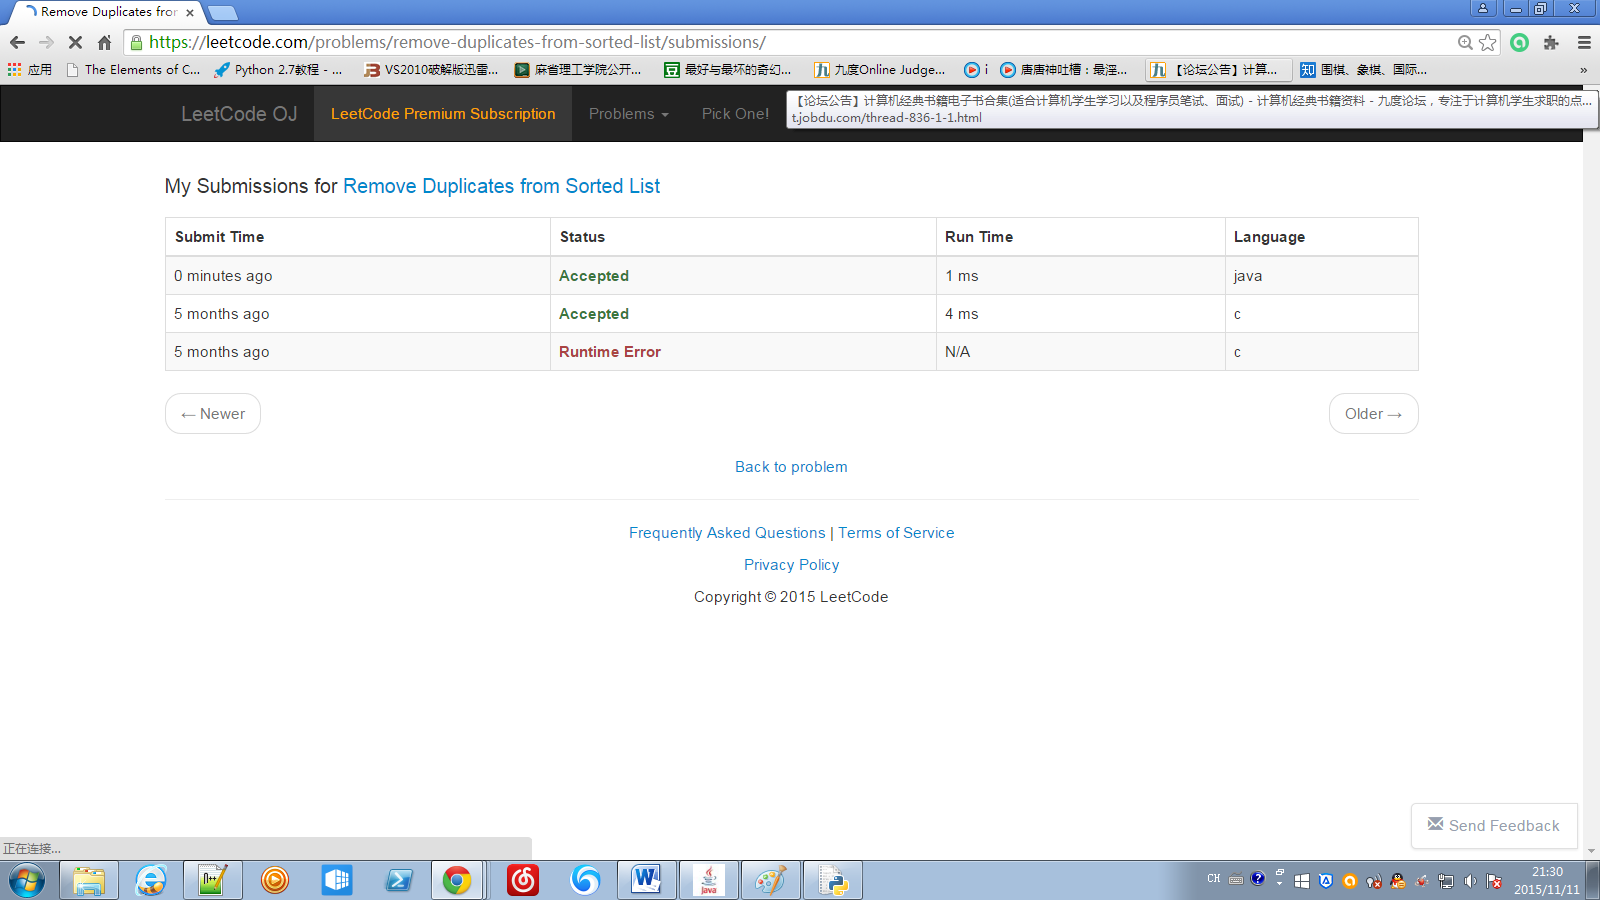 Remove Duplicates fror
https://leetcode.com/problems/remove-duplicates-from-sorted-list/submissions/
应用 The Elements of C... Python 2.7教程 - ... VS2010破解版迅雷... 麻省理工学院公开... 最好与最坏的奇幻... 九度Online Judge... i 唐唐神吐槽：最淫... 【论坛公告】计算... 围棋、象棋、国际... »
【论坛公告】计算机经典书籍电子书合集(适合计算机学生学习以及程序员笔试、面试) - 计算机经典书籍资料 - 九度论坛，专注于计算机学生求职的点...
t.jobdu.com/thread-836-1-1.html
LeetCode OJ LeetCode Premium Subscription Problems Pick One!
My Submissions for Remove Duplicates from Sorted List
Submit Time Status Run Time Language
0 minutes ago Accepted 1 ms java
5 months ago Accepted 4 ms c
5 months ago Runtime Error N/A c
← Newer Older →
Back to problem
Frequently Asked Questions | Terms of Service
Privacy Policy
Copyright © 2015 LeetCode
Send Feedback
正在连接...
CH 21:30
2015/11/11